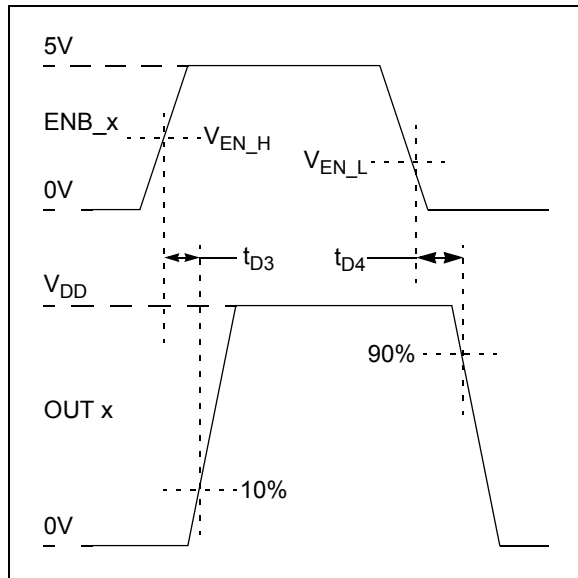 5V
ENB_x
V_EN_H
V_EN_L
0V
t_D3
t_D4
V_DD
90%
OUT x
10%
0V